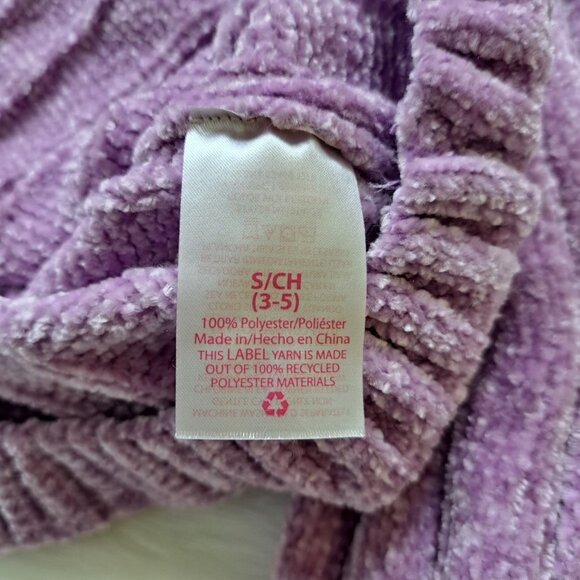 S/CH
(3-5)
100% Polyester/Poliéster
Made in/Hecho en China
THIS LABEL YARN IS MADE
OUT OF 100% RECYCLED
POLYESTER MATERIALS